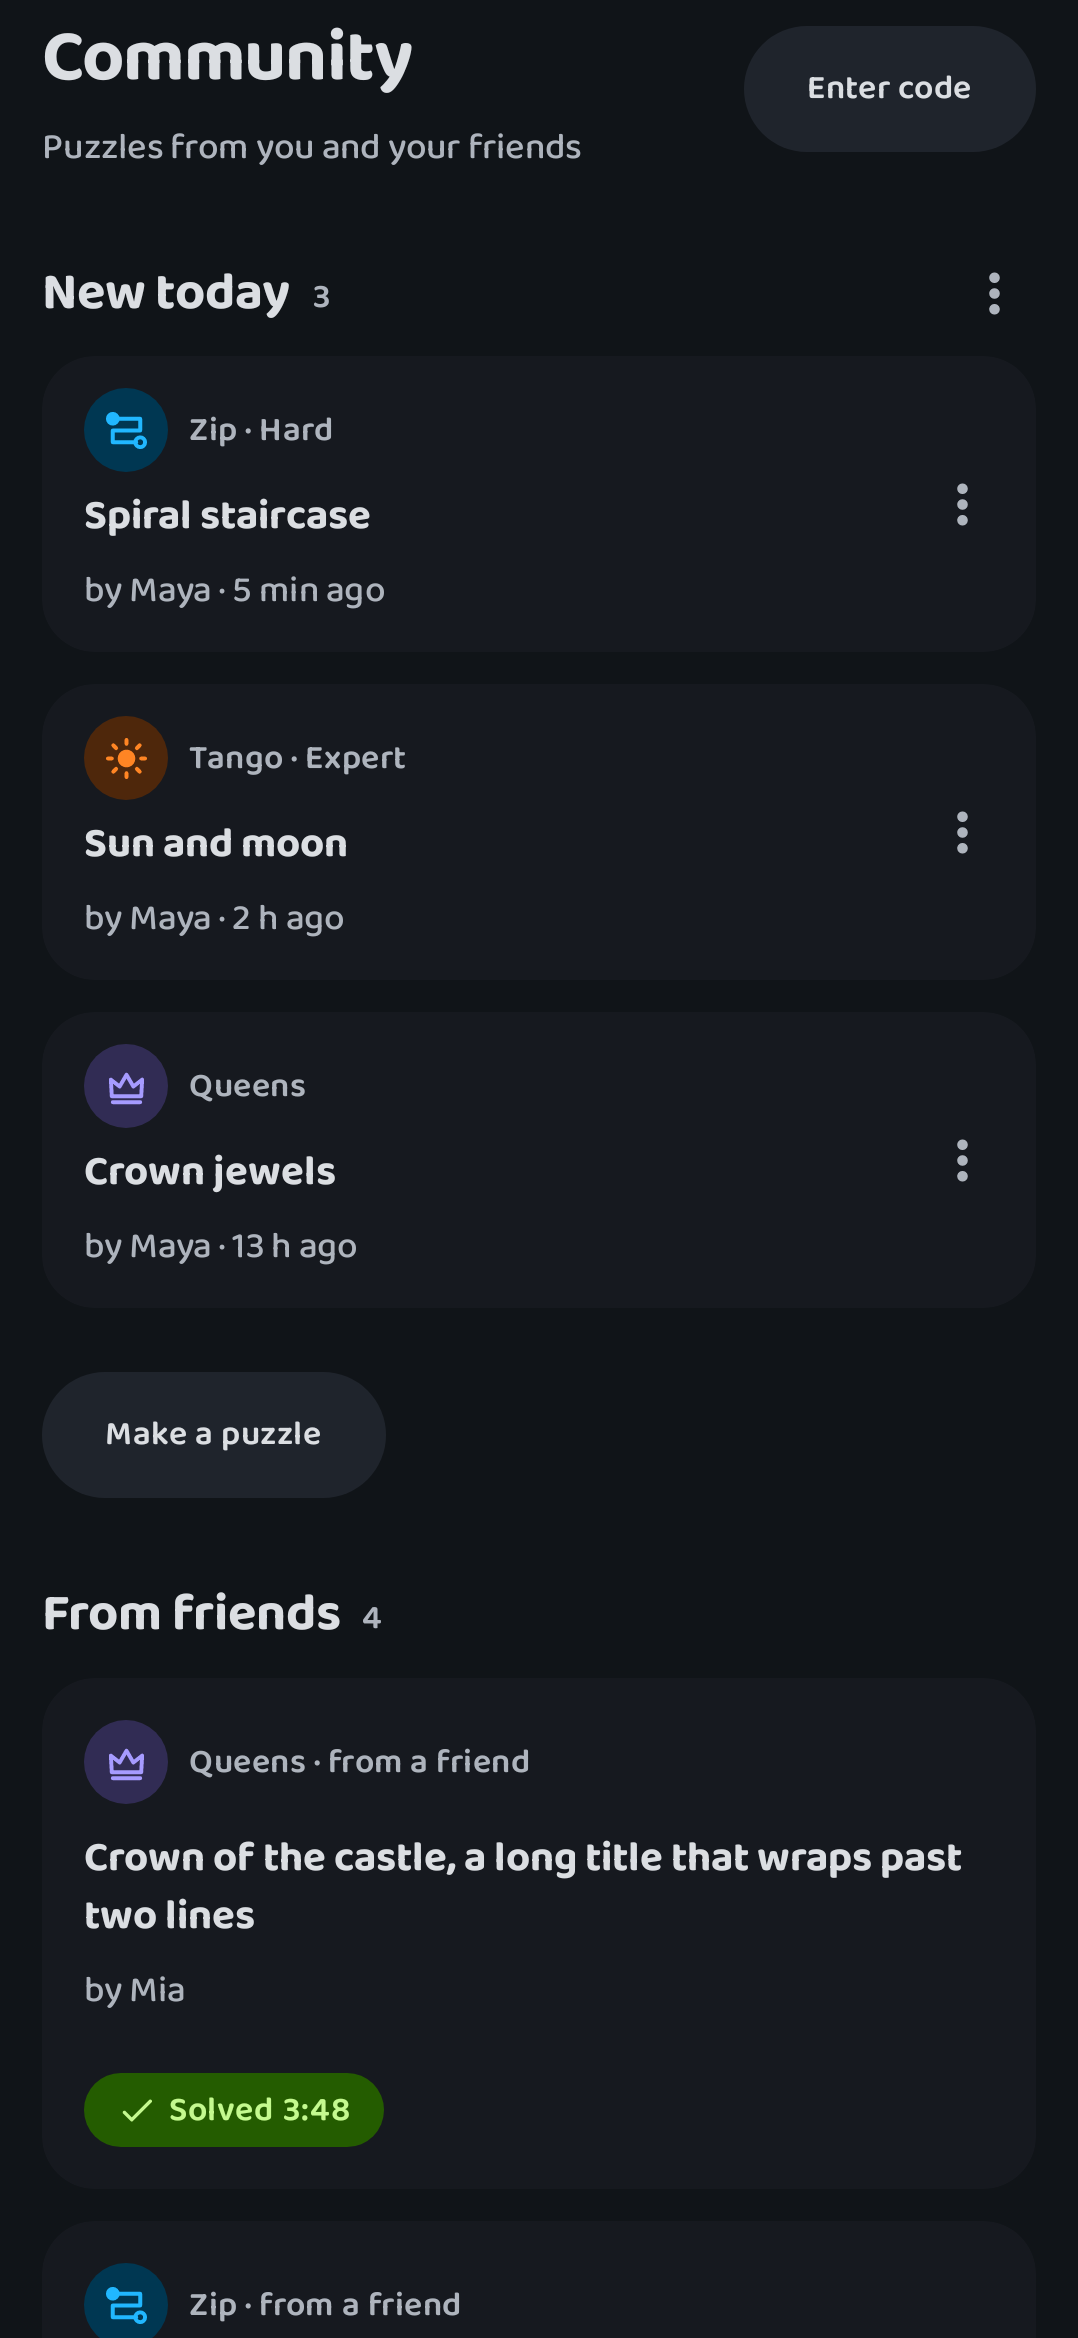 Community
Enter code
Puzzles from you and your friends
New today 3
Zip · Hard
Spiral staircase
by Maya · 5 min ago
Tango · Expert
Sun and moon
by Maya · 2 h ago
Queens
Crown jewels
by Maya · 13 h ago
Make a puzzle
From friends 4
Queens · from a friend
Crown of the castle, a long title that wraps past
two lines
by Mia
Solved 3:48
Zip · from a friend